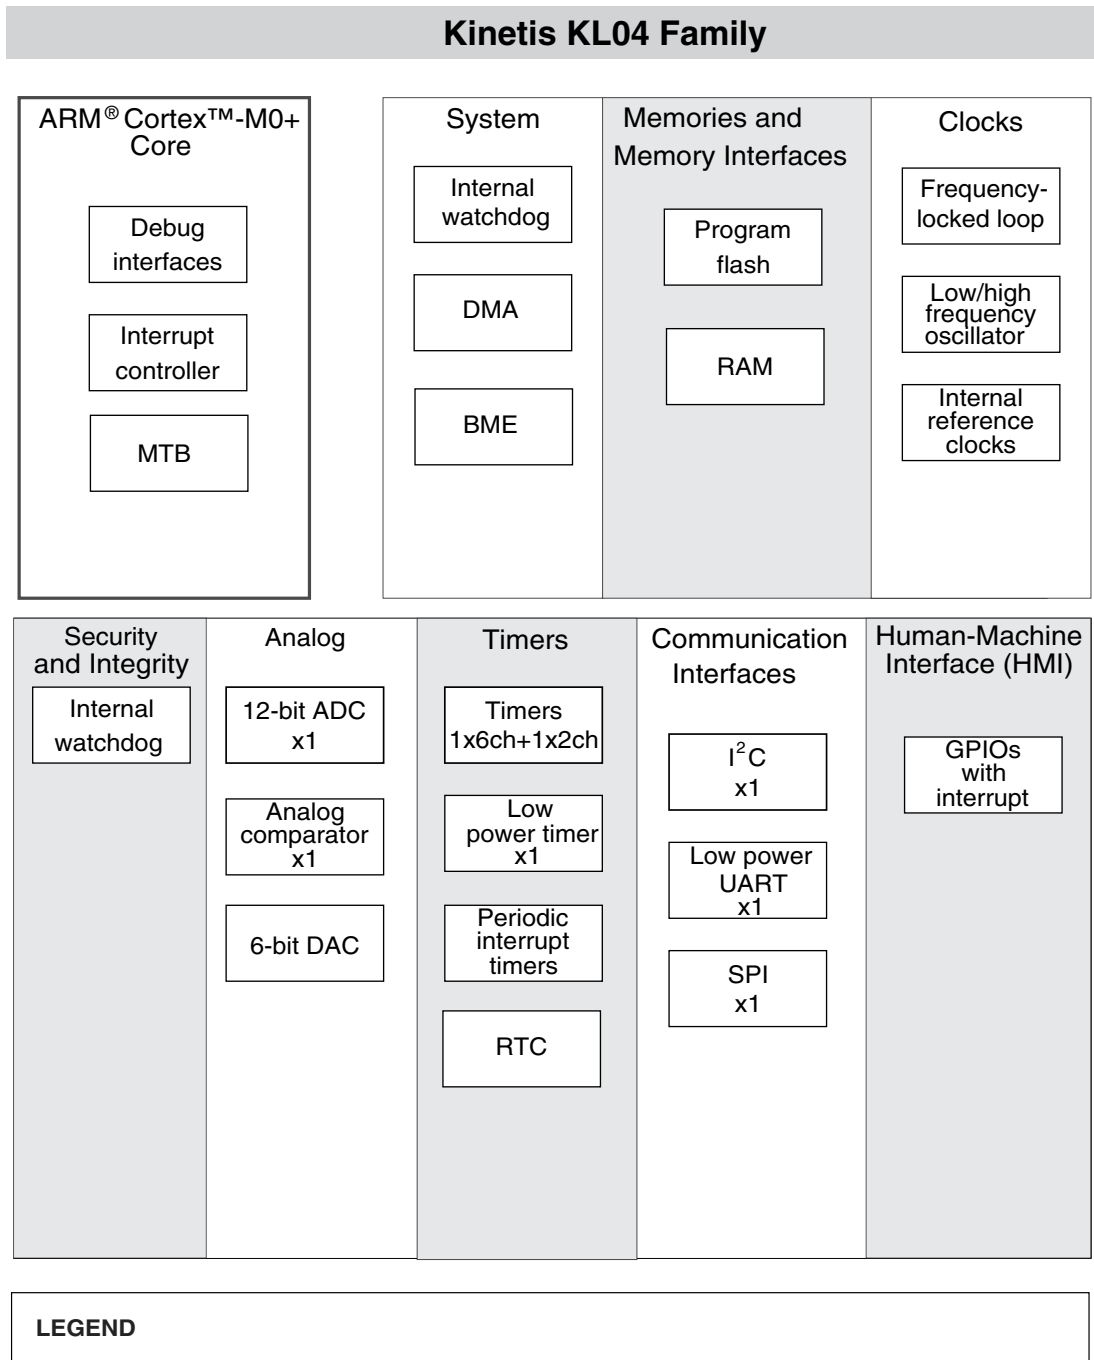 Kinetis KL04 Family
ARM® Cortex™-M0+
Core
Debug
interfaces
Interrupt
controller
MTB
System
Internal
watchdog
DMA
BME
Memories and
Memory Interfaces
Program
flash
RAM
Clocks
Frequency-
locked loop
Low/high
frequency
oscillator
Internal
reference
clocks
Security
and Integrity
Internal
watchdog
Analog
12-bit ADC
x1
Analog
comparator
x1
6-bit DAC
Timers
Timers
1x6ch+1x2ch
Low
power timer
x1
Periodic
interrupt
timers
RTC
Communication
Interfaces
I²C
x1
Low power
UART
x1
SPI
x1
Human-Machine
Interface (HMI)
GPIOs
with
interrupt
LEGEND